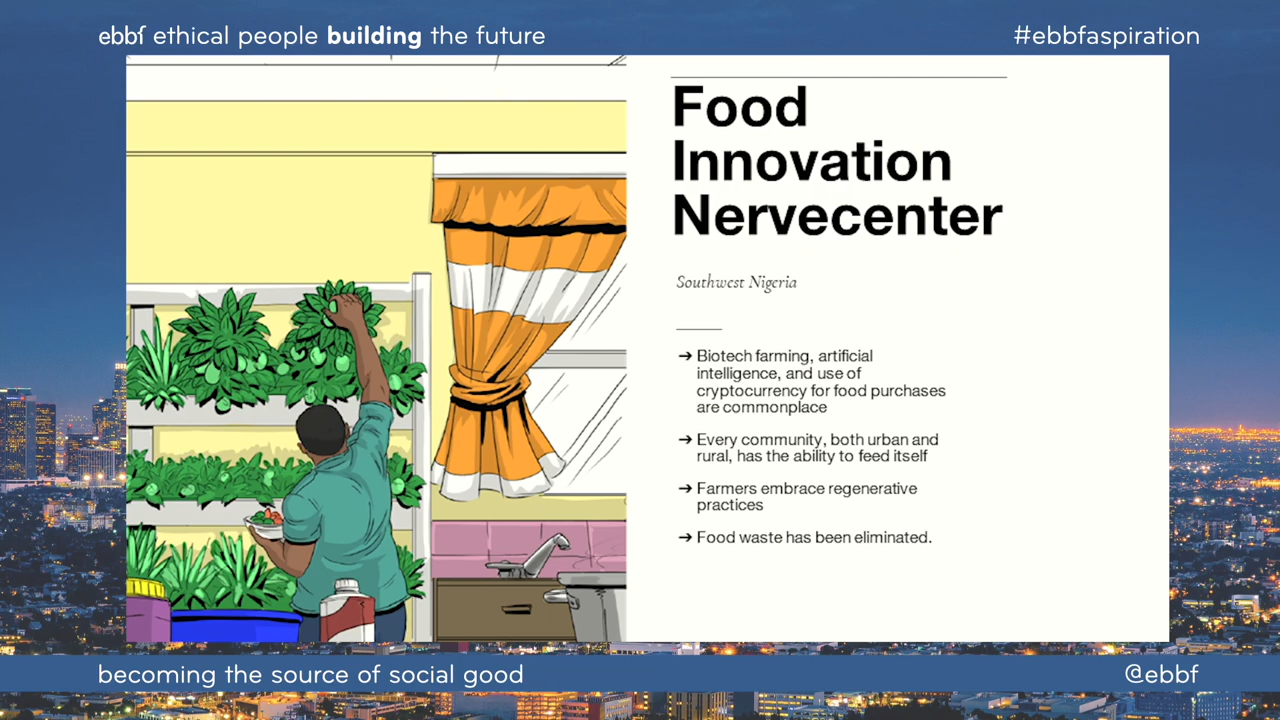 ebbf ethical people building the future
#ebbfaspiration
Food
Innovation
Nervecenter
Southwest Nigeria
➔ Biotech farming, artificial
intelligence, and use of
cryptocurrency for food purchases
are commonplace
➔ Every community, both urban and
rural, has the ability to feed itself
➔ Farmers embrace regenerative
practices
➔ Food waste has been eliminated.
becoming the source of social good
@ebbf